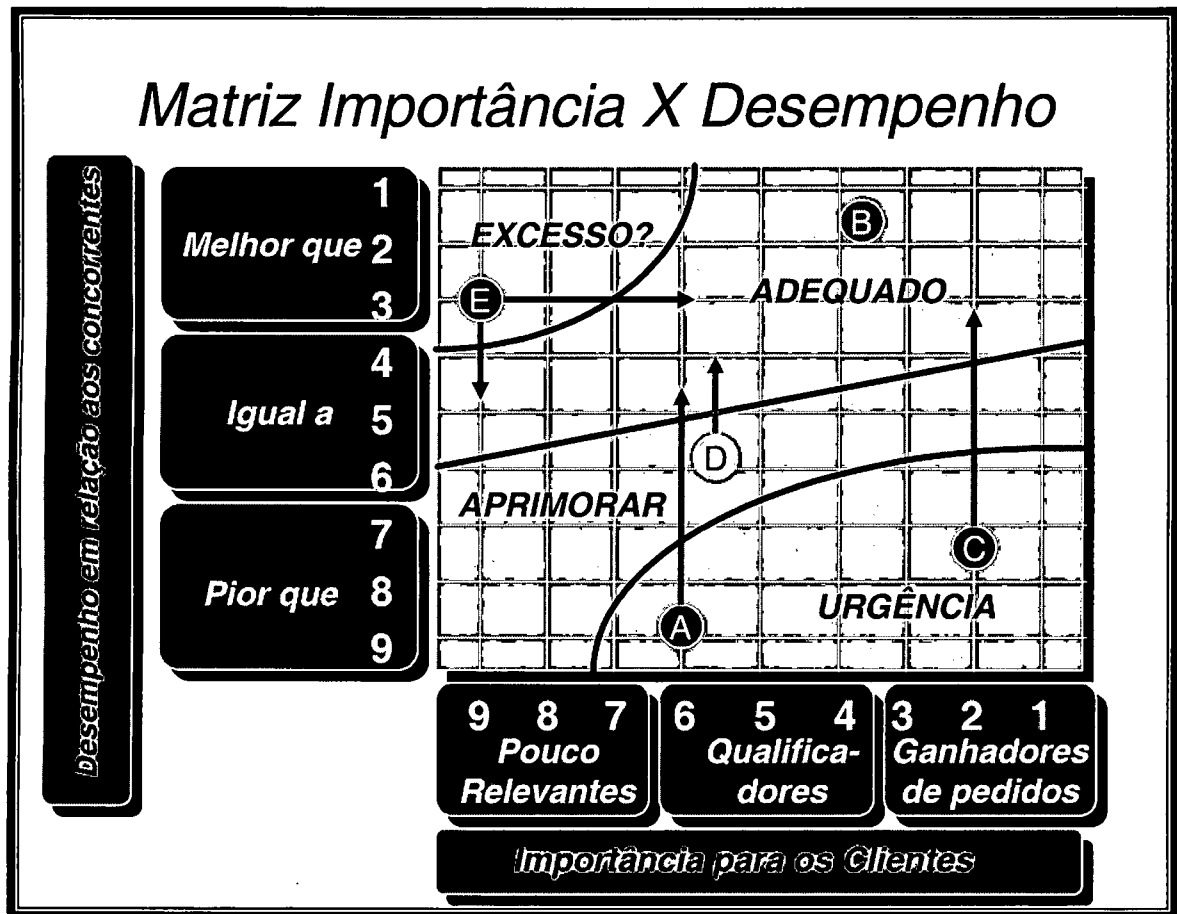 Matriz Importância X Desempenho
Desempenho em relação aos concorrentes
1
Melhor que 2
3
4
Igual a 5
6
7
Pior que 8
9
EXCESSO?
B
E
ADEQUADO
D
APRIMORAR
C
URGÊNCIA
A
9 8 7
Pouco
Relevantes
6 5 4
Qualifica-
dores
3 2 1
Ganhadores
de pedidos
Importância para os Clientes